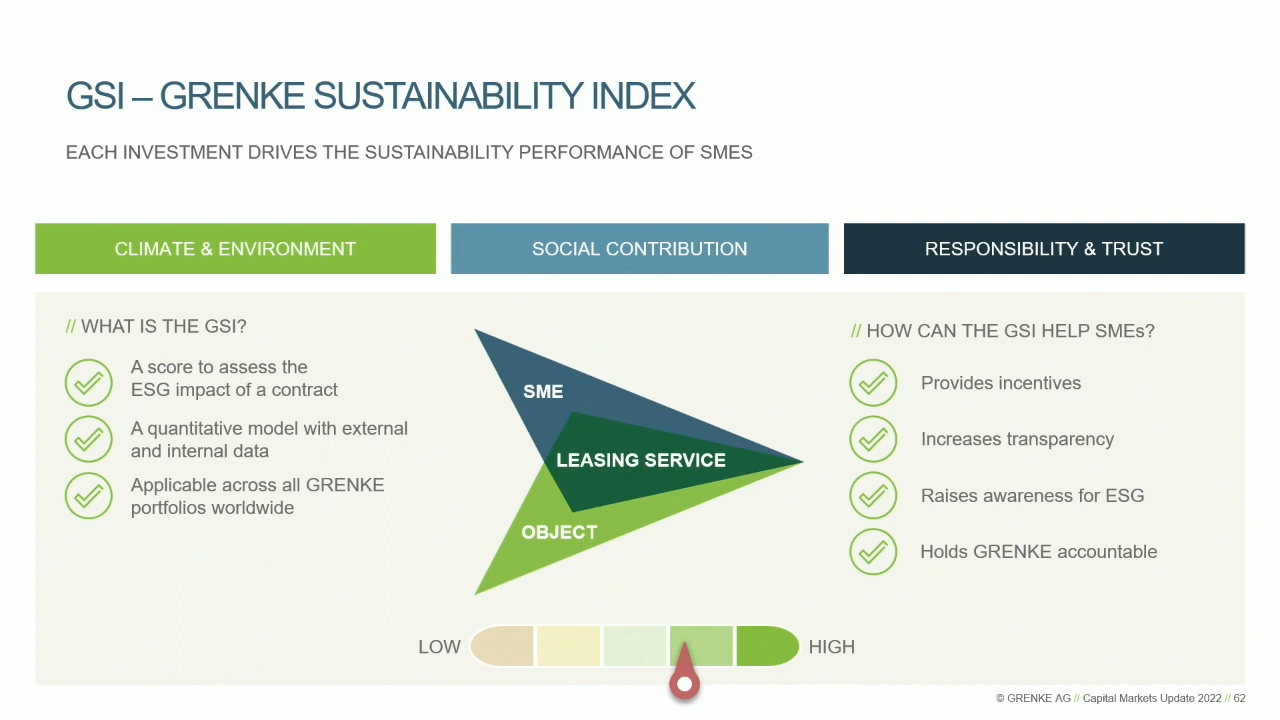 GSI – GRENKE SUSTAINABILITY INDEX
EACH INVESTMENT DRIVES THE SUSTAINABILITY PERFORMANCE OF SMES
CLIMATE & ENVIRONMENT
SOCIAL CONTRIBUTION
RESPONSIBILITY & TRUST
// WHAT IS THE GSI?
A score to assess the
ESG impact of a contract
A quantitative model with external
and internal data
Applicable across all GRENKE
portfolios worldwide
SME
LEASING SERVICE
OBJECT
// HOW CAN THE GSI HELP SMEs?
Provides incentives
Increases transparency
Raises awareness for ESG
Holds GRENKE accountable
LOW
HIGH
© GRENKE AG // Capital Markets Update 2022 // 62